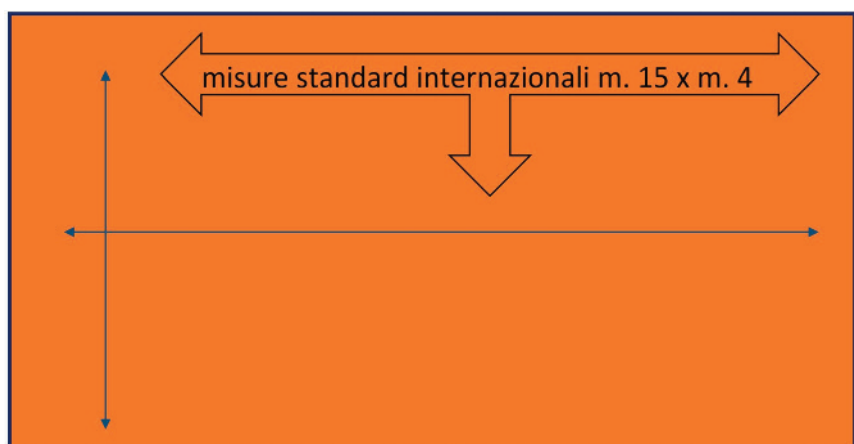 misure standard internazionali m. 15 x m. 4